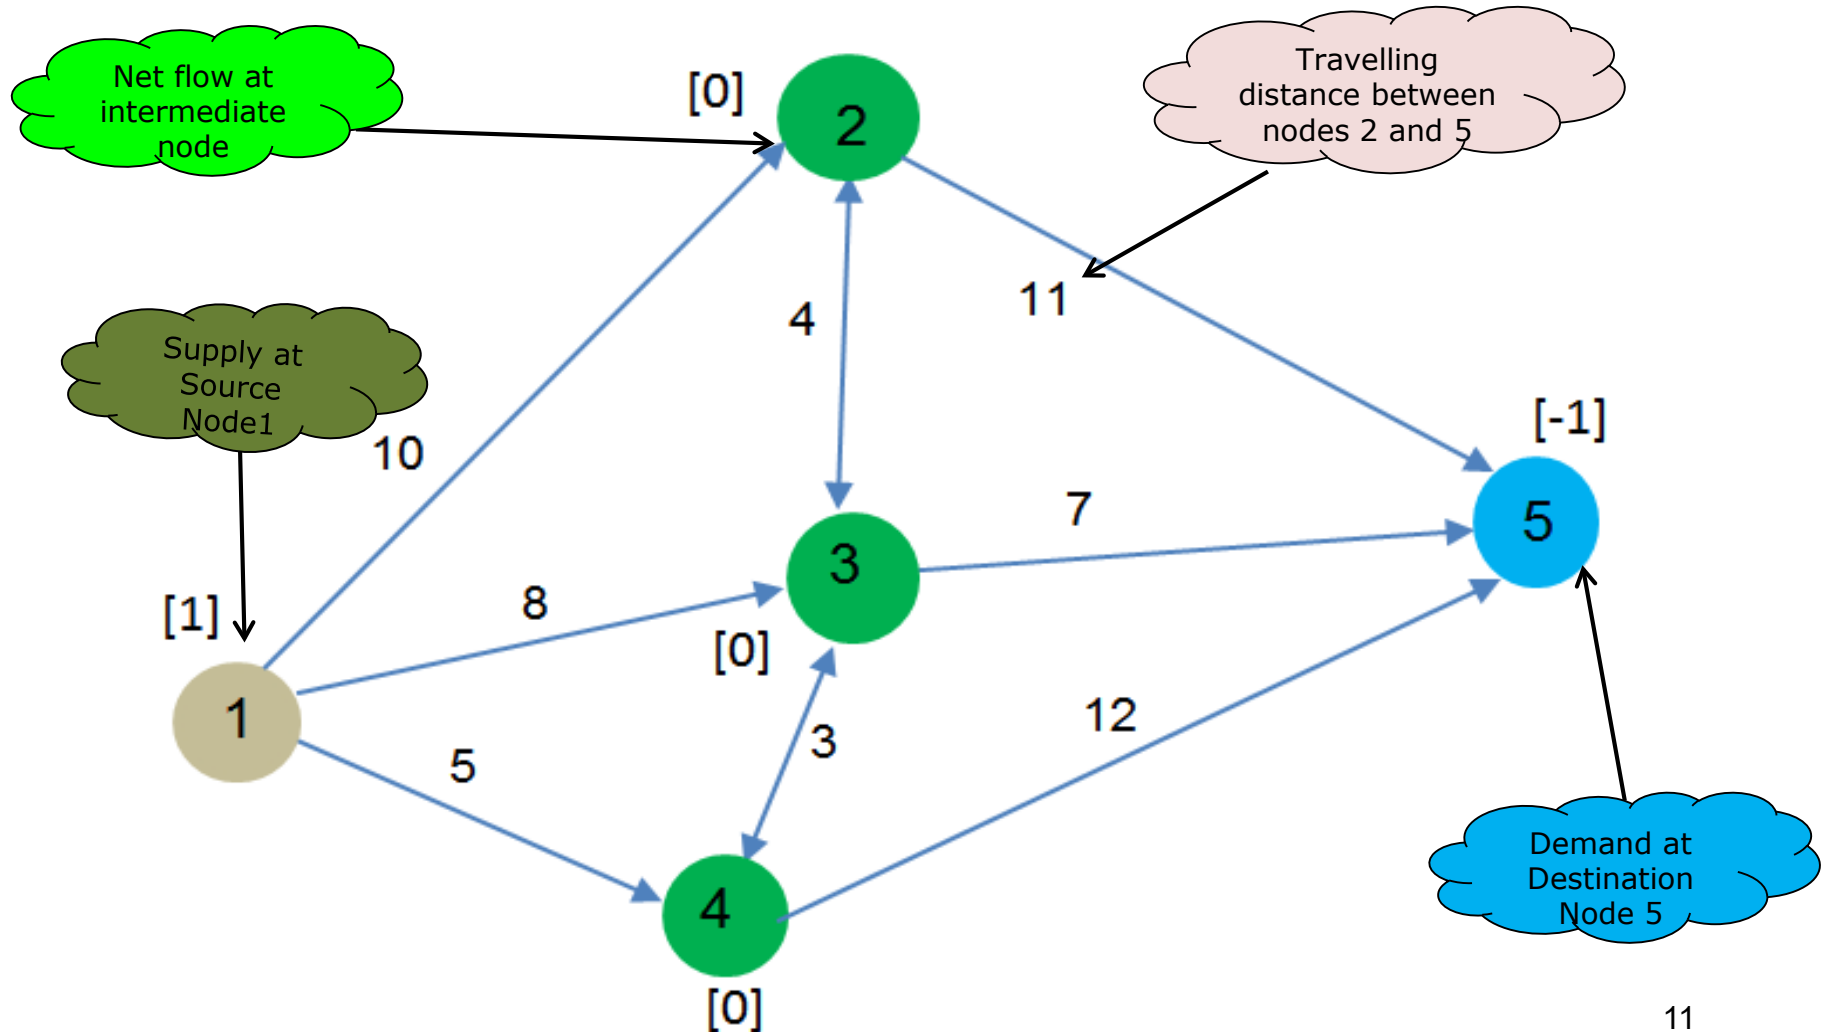 Net flow at
intermediate
node
[0]
2
Travelling
distance between
nodes 2 and 5
4
11
Supply at
Source
Node1
10
[-1]
5
7
3
[1]
8
[0]
1
5
3
12
4
[0]
Demand at
Destination
Node 5
11